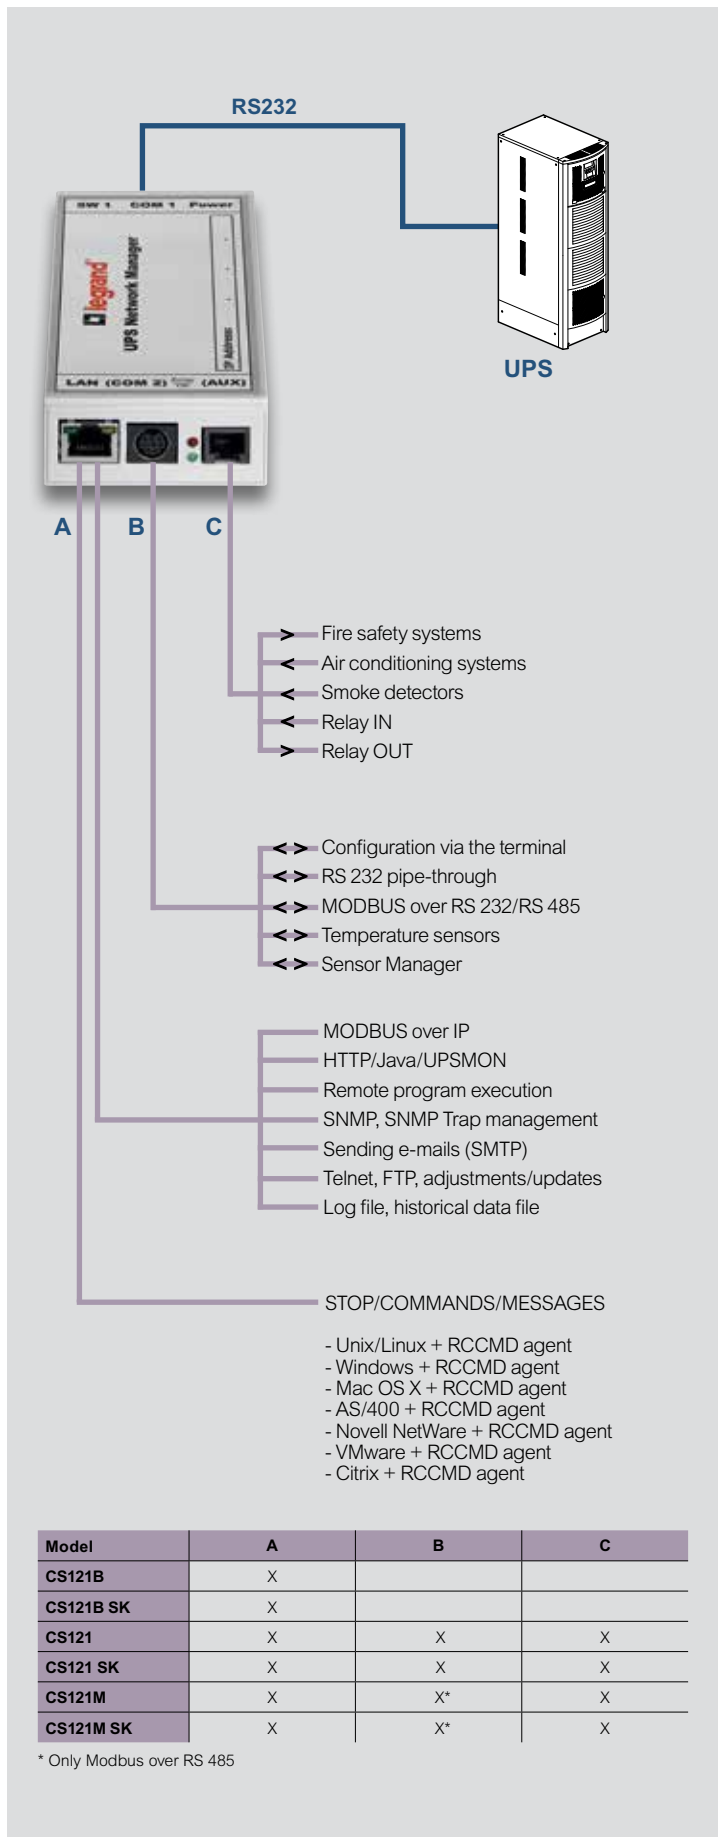 RS232
SW 1 COM 1 Power
legrand
UPS Network Manager
IP Address:
LAN (COM 2) (AUX)
UPS
A B C
> Fire safety systems
< Air conditioning systems
< Smoke detectors
< Relay IN
> Relay OUT
< > Configuration via the terminal
< > RS 232 pipe-through
< > MODBUS over RS 232/RS 485
< > Temperature sensors
< > Sensor Manager
MODBUS over IP
HTTP/Java/UPSMON
Remote program execution
SNMP, SNMP Trap management
Sending e-mails (SMTP)
Telnet, FTP, adjustments/updates
Log file, historical data file
STOP/COMMANDS/MESSAGES
- Unix/Linux + RCCMD agent
- Windows + RCCMD agent
- Mac OS X + RCCMD agent
- AS/400 + RCCMD agent
- Novell NetWare + RCCMD agent
- VMware + RCCMD agent
- Citrix + RCCMD agent
Model A B C
CS121B X
CS121B SK X
CS121 X X X
CS121 SK X X X
CS121M X X* X
CS121M SK X X* X
* Only Modbus over RS 485